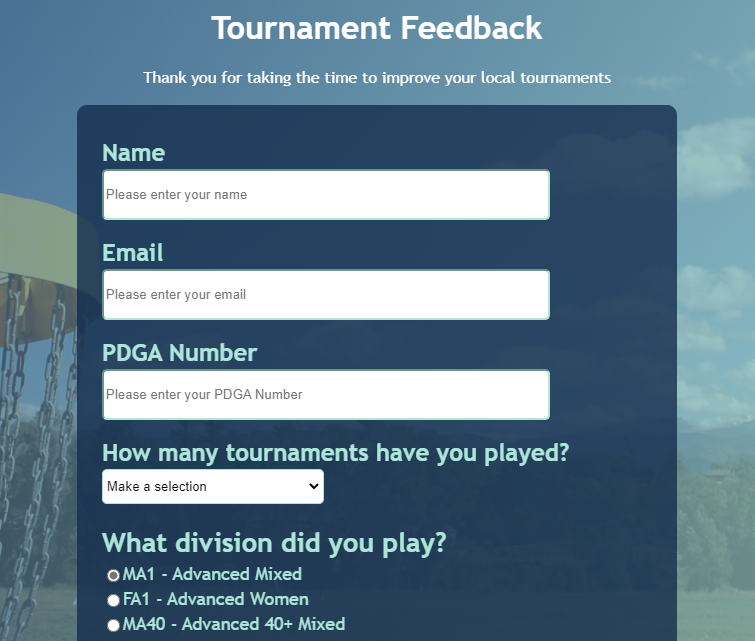 Tournament Feedback
Thank you for taking the time to improve your local tournaments
Name
Please enter your name
Email
Please enter your email
PDGA Number
Please enter your PDGA Number
How many tournaments have you played?
Make a selection
What division did you play?
MA1 - Advanced Mixed
FA1 - Advanced Women
MA40 - Advanced 40+ Mixed